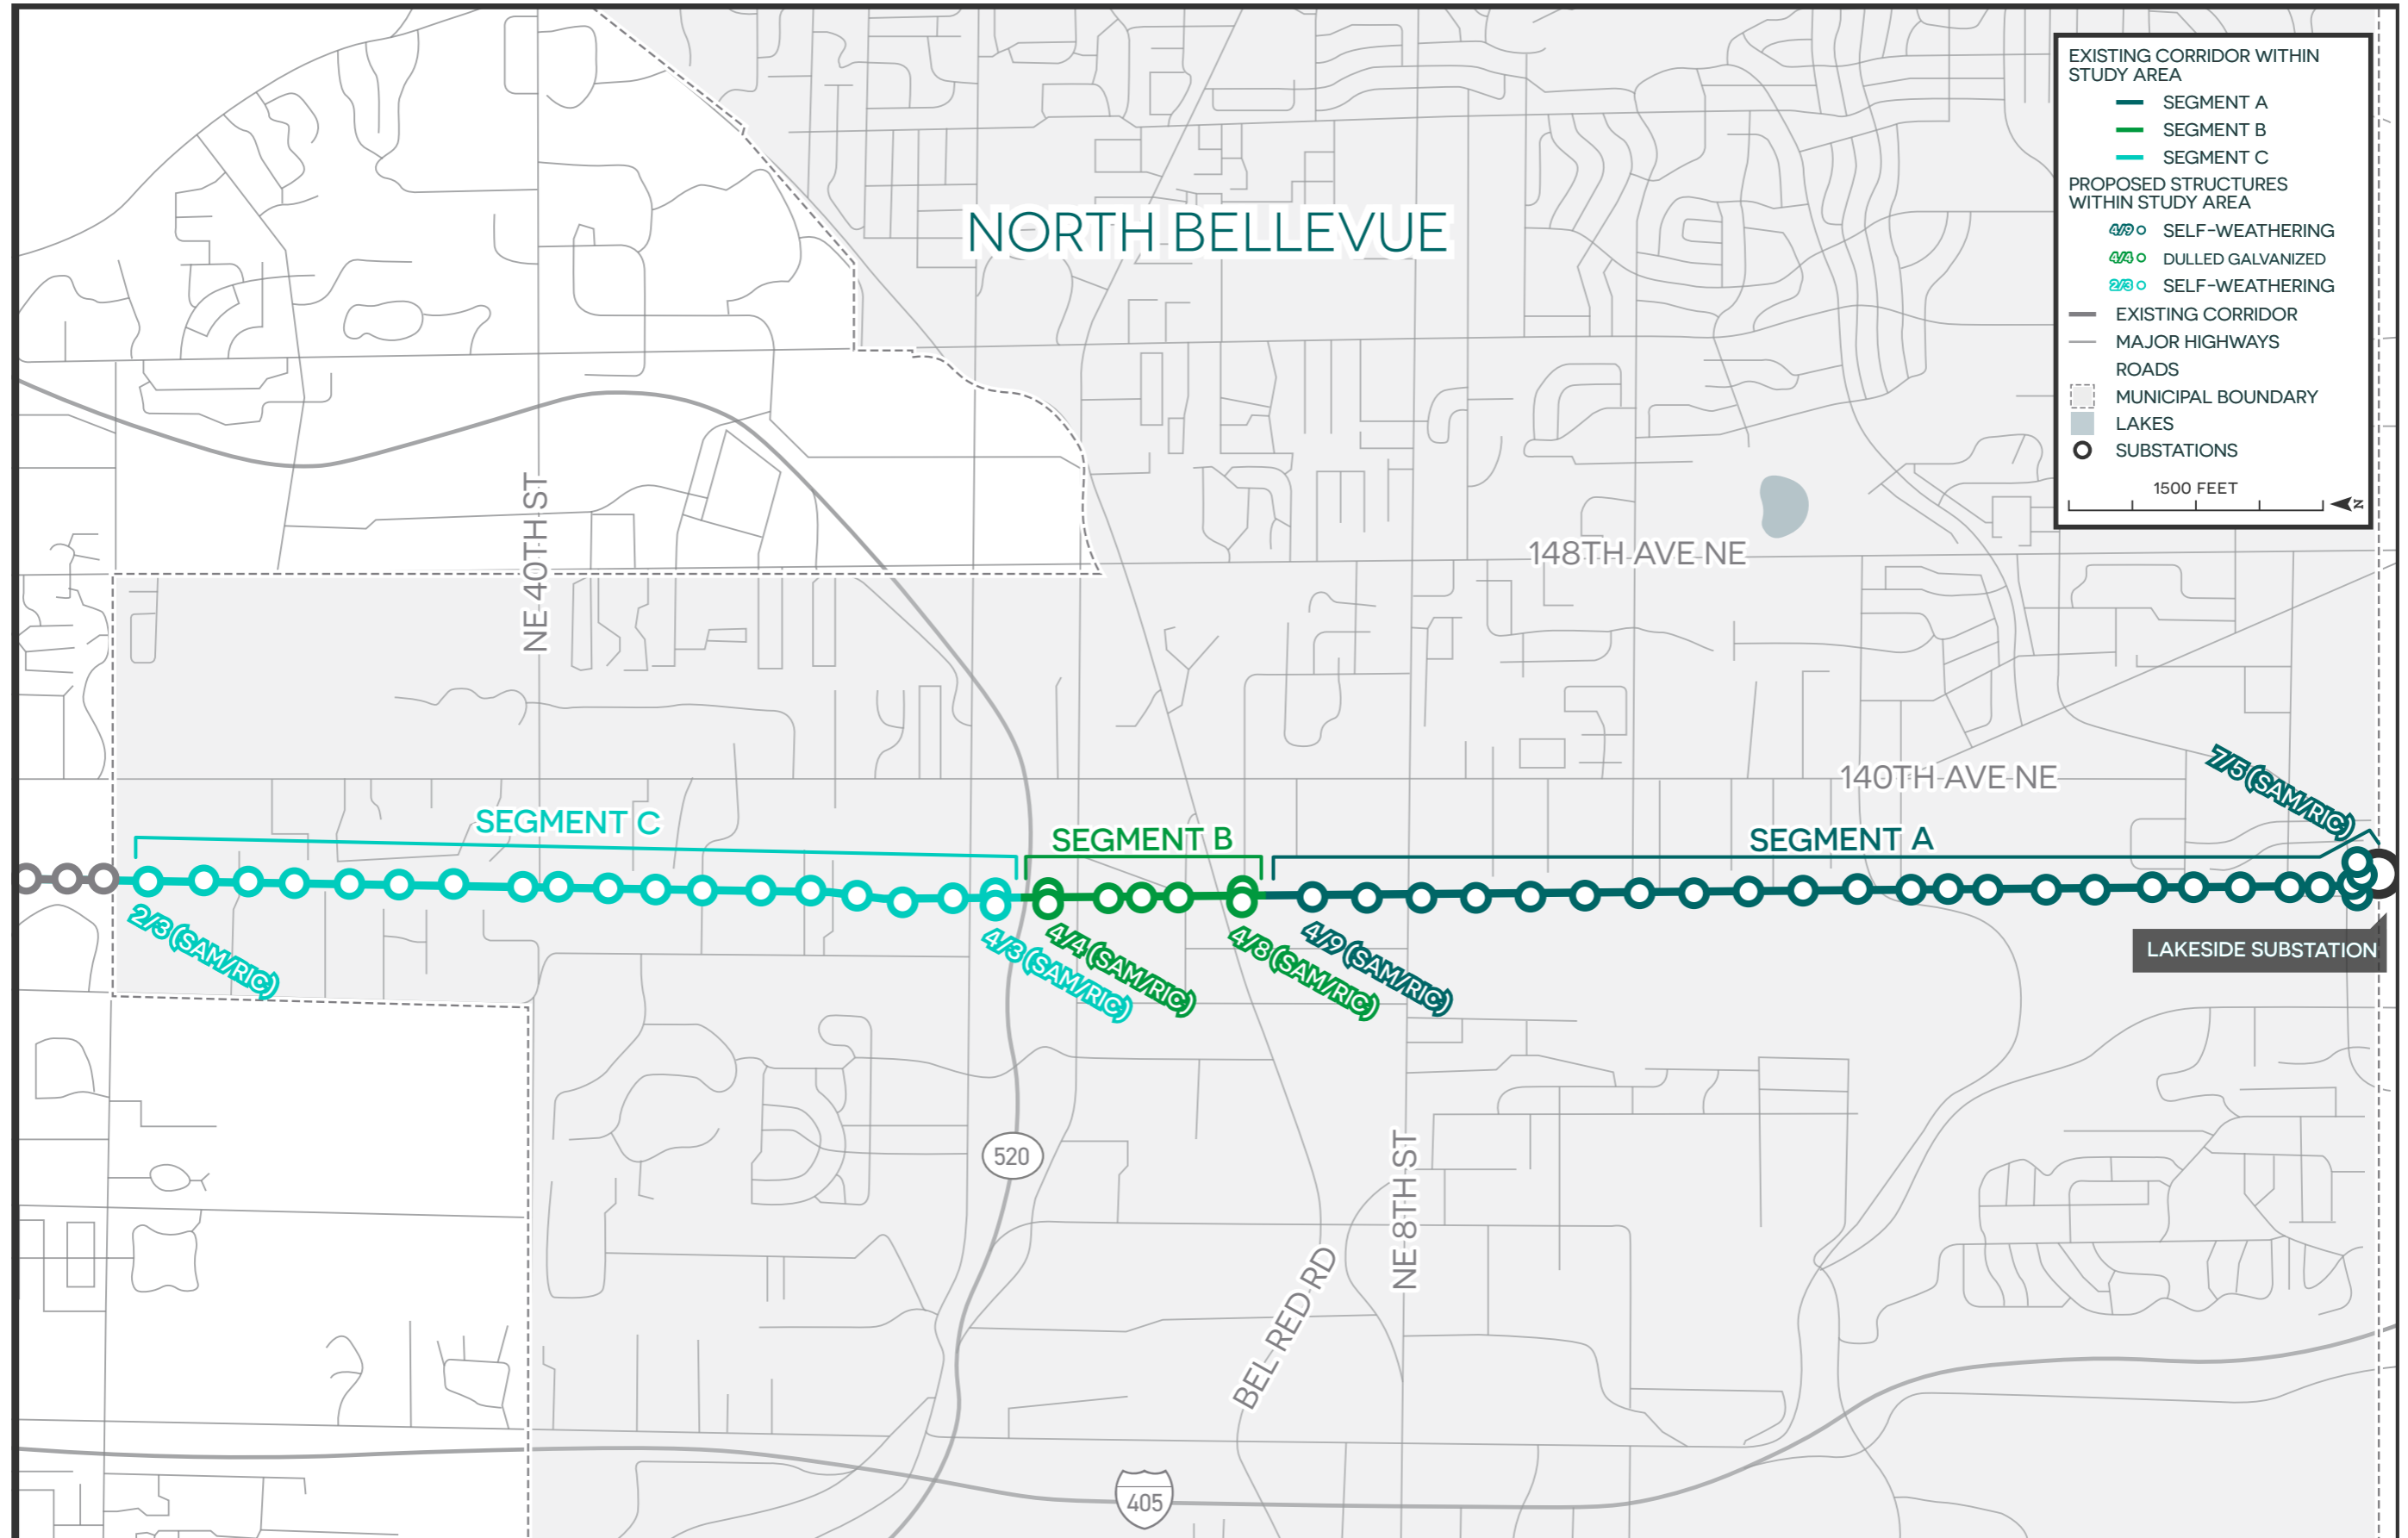 EXISTING CORRIDOR WITHIN
STUDY AREA
SEGMENT A
SEGMENT B
SEGMENT C
PROPOSED STRUCTURES
WITHIN STUDY AREA
4/9 SELF-WEATHERING
4/4 DULLED GALVANIZED
2/3 SELF-WEATHERING
EXISTING CORRIDOR
MAJOR HIGHWAYS
ROADS
MUNICIPAL BOUNDARY
LAKES
SUBSTATIONS
1500 FEET
N
NORTH BELLEVUE
NE 40TH ST
148TH AVE NE
140TH AVE NE
7/5 (SAM/RIC)
SEGMENT C
SEGMENT B
SEGMENT A
2/3 (SAM/RIC)
4/3 (SAM/RIC)
4/4 (SAM/RIC)
4/8 (SAM/RIC)
4/9 (SAM/RIC)
LAKESIDE SUBSTATION
520
NE 8TH ST
BEL RED RD
405